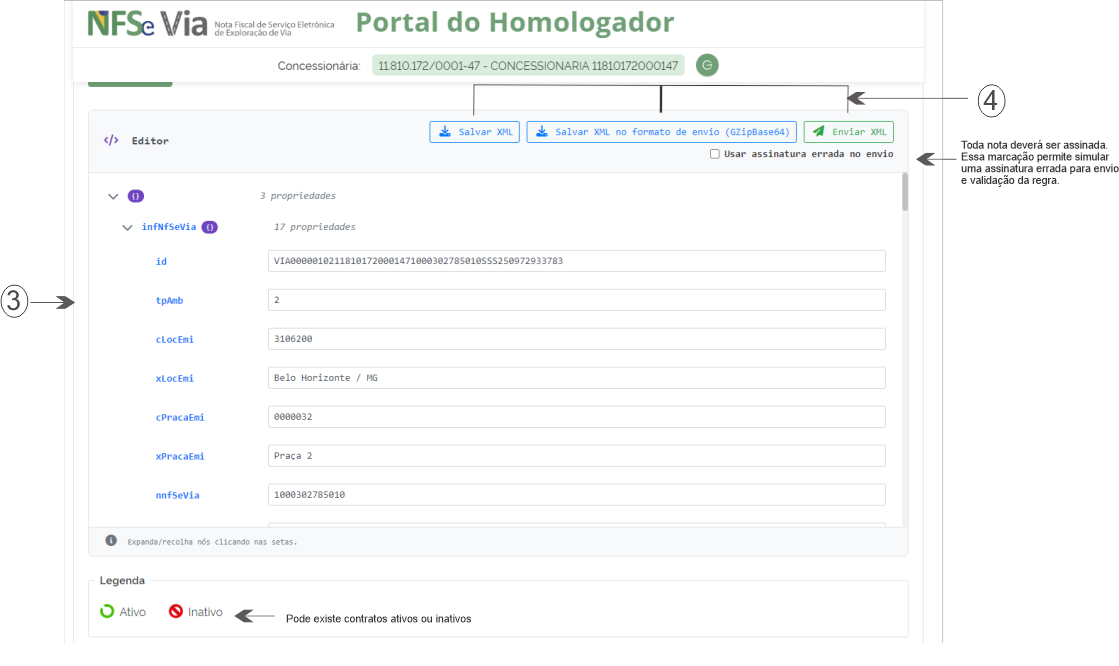 NFSe Via Nota Fiscal de Serviço Eletrônica
de Exploração de Via
Portal do Homologador
Concessionária: 11.810.172/0001-47 - CONCESSIONARIA 11810172000147
4
</> Editor
Salvar XML
Salvar XML no formato de envio (GZipBase64)
Enviar XML
Usar assinatura errada no envio
Toda nota deverá ser assinada.
Essa marcação permite simular
uma assinatura errada para envio
e validação da regra.
{} 3 propriedades
infNfSeVia {} 17 propriedades
id VIA00000102118101720001471000302785010SSS250972933783
3
tpAmb 2
cLocEmi 3106200
xLocEmi Belo Horizonte / MG
cPracaEmi 0000032
xPracaEmi Praça 2
nnfSeVia 1000302785010
Expanda/recolha nós clicando nas setas.
Legenda
Ativo
Inativo
Pode existe contratos ativos ou inativos